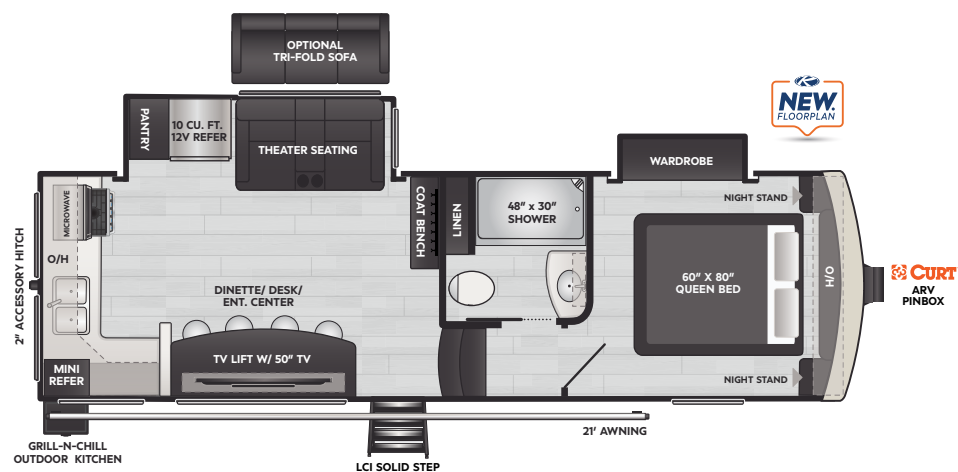 OPTIONAL
TRI-FOLD SOFA
PANTRY
10 CU. FT.
12V REFER
THEATER SEATING
K
NEW.
FLOORPLAN
WARDROBE
MICROWAVE
COAT BENCH
LINEN
48" x 30"
SHOWER
NIGHT STAND
2" ACCESSORY HITCH
O/H
DINETTE/ DESK/
ENT. CENTER
60" X 80"
QUEEN BED
O/H
CURT
ARV
PINBOX
TV LIFT W/ 50" TV
MINI
REFER
NIGHT STAND
21' AWNING
GRILL-N-CHILL
OUTDOOR KITCHEN
LCI SOLID STEP